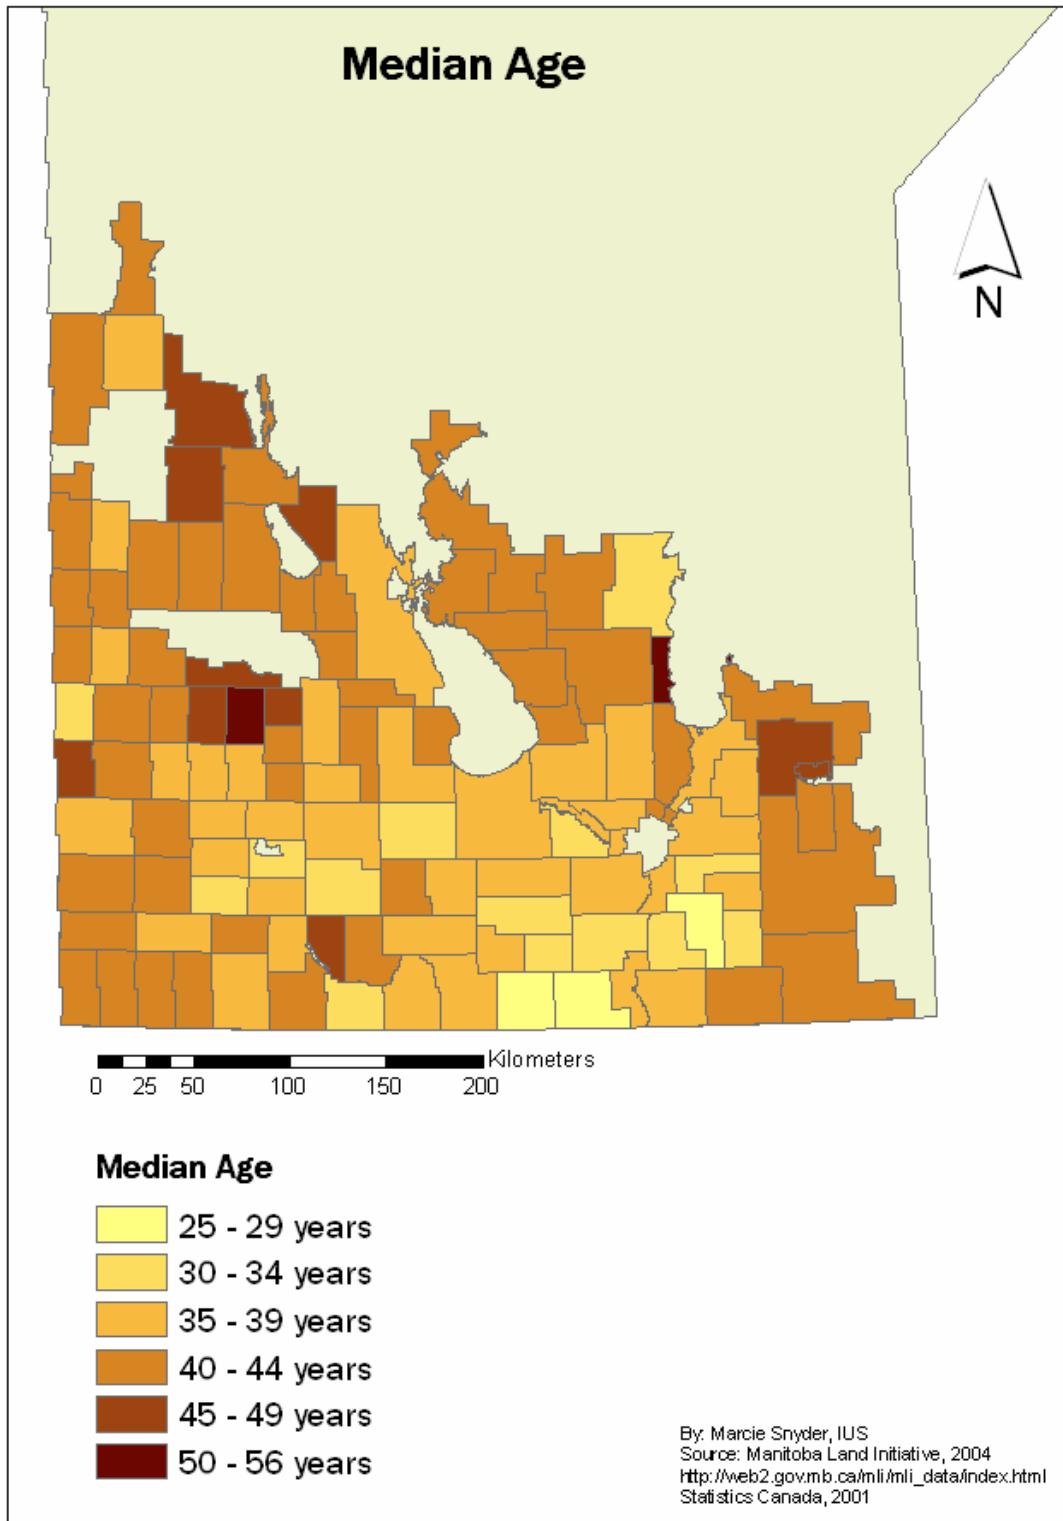 Median Age
N
Kilometers
0 25 50 100 150 200
Median Age
25 - 29 years
30 - 34 years
35 - 39 years
40 - 44 years
45 - 49 years
50 - 56 years
By: Marcie Snyder, IUS
Source: Manitoba Land Initiative, 2004
http://web2.gov.mb.ca/mli/mli_data/index.html
Statistics Canada, 2001